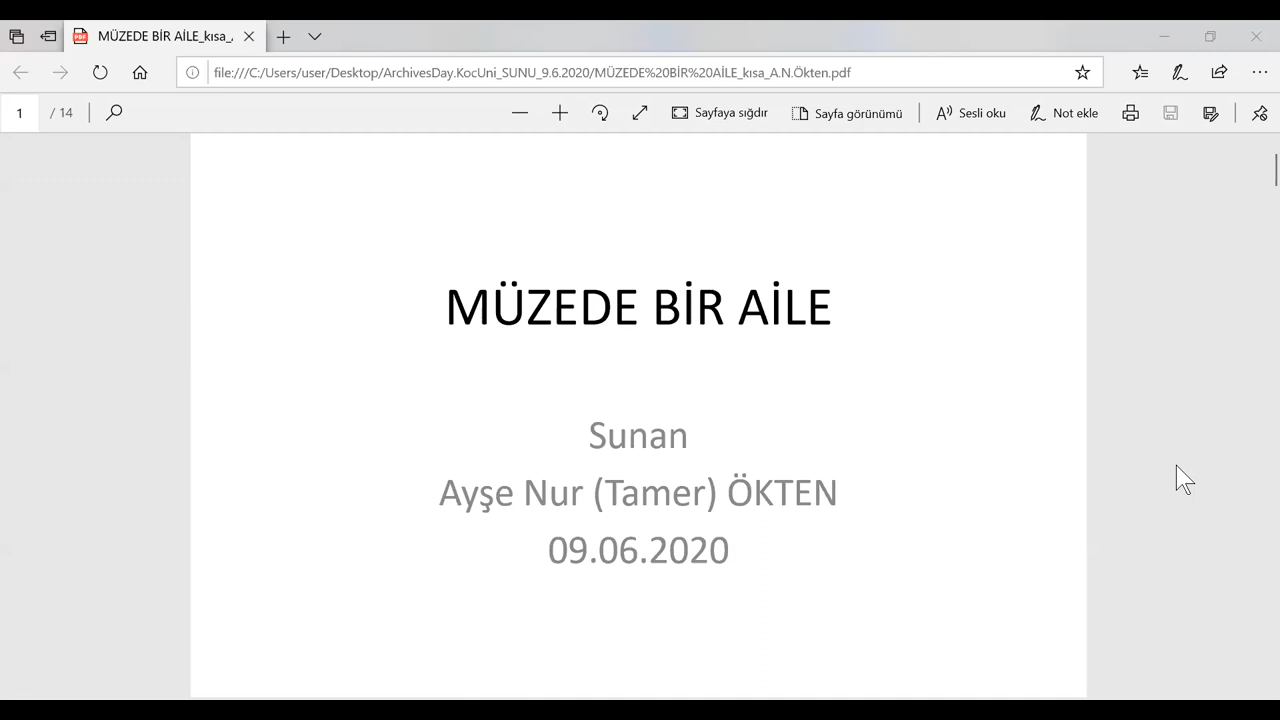 MÜZEDE BİR AİLE_kısa_A
file:///C:/Users/user/Desktop/ArchivesDay.KocUni_SUNU_9.6.2020/MÜZEDE%20BİR%20AİLE_kısa_A.N.Ökten.pdf
1 / 14 Sayfaya sığdır Sayfa görünümü Sesli oku Not ekle
MÜZEDE BİR AİLE
Sunan
Ayşe Nur (Tamer) ÖKTEN
09.06.2020